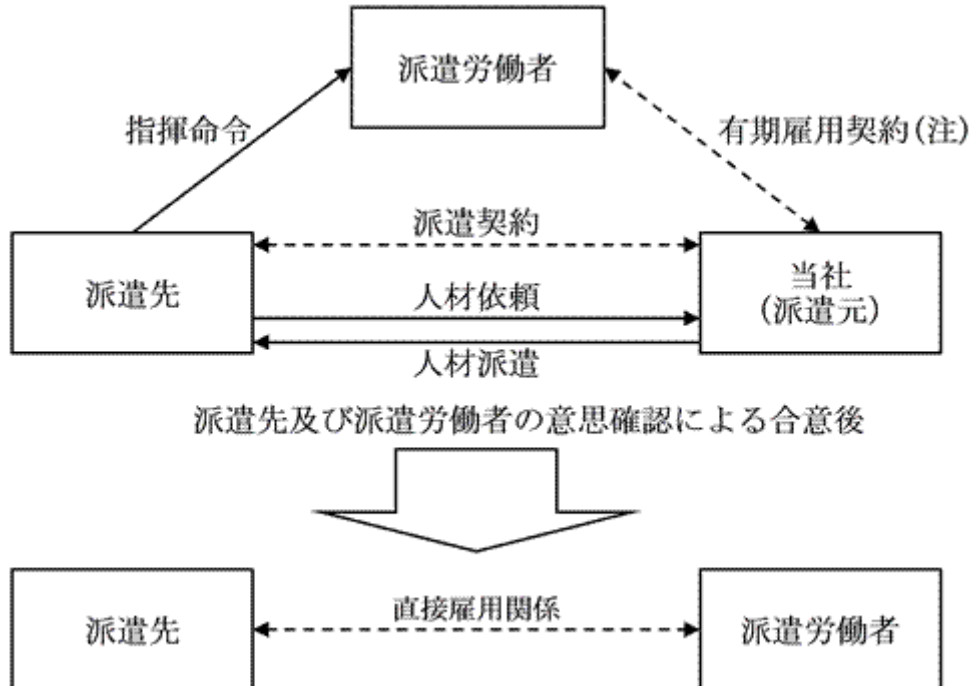 派遣労働者
指揮命令
有期雇用契約(注)
派遣契約
派遣先
当社
(派遣元)
人材依頼
人材派遣
派遣先及び派遣労働者の意思確認による合意後
派遣先
直接雇用関係
派遣労働者